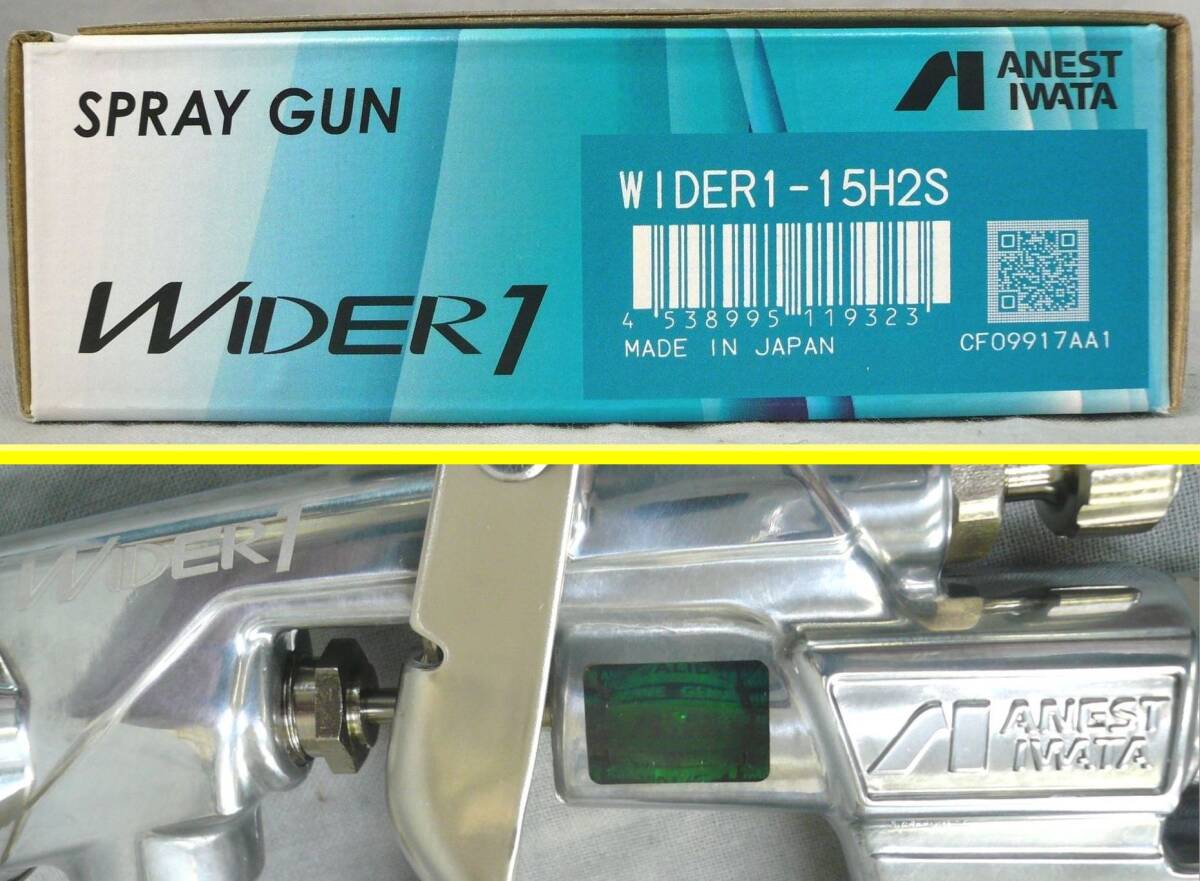 SPRAY GUN
ANEST
IWATA
WIDER1-15H2S
WIDER1
4 538995 119323
MADE IN JAPAN
CF09917AA1
WIDER1
ANEST
IWATA